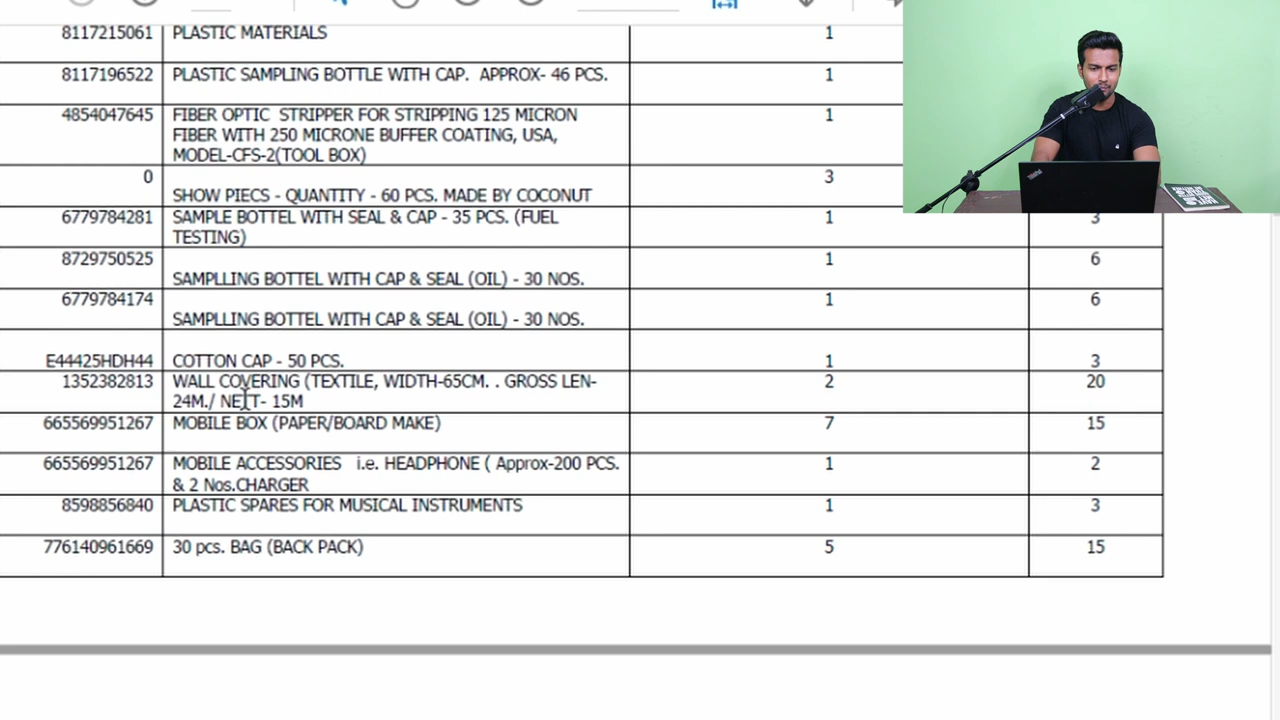 8117215061 PLASTIC MATERIALS 1
8117196522 PLASTIC SAMPLING BOTTLE WITH CAP. APPROX- 46 PCS. 1
4854047645 FIBER OPTIC STRIPPER FOR STRIPPING 125 MICRON 1
FIBER WITH 250 MICRONE BUFFER COATING, USA,
MODEL-CFS-2(TOOL BOX)
0 3
SHOW PIECS - QUANTITY - 60 PCS. MADE BY COCONUT
6779784281 SAMPLE BOTTEL WITH SEAL & CAP - 35 PCS. (FUEL 1 3
TESTING)
8729750525 1 6
SAMPLLING BOTTEL WITH CAP & SEAL (OIL) - 30 NOS.
6779784174 1 6
SAMPLLING BOTTEL WITH CAP & SEAL (OIL) - 30 NOS.
E44425HDH44 COTTON CAP - 50 PCS. 1 3
1352382813 WALL COVERING (TEXTILE, WIDTH-65CM. . GROSS LEN- 2 20
24M./ NETT- 15M
665569951267 MOBILE BOX (PAPER/BOARD MAKE) 7 15
665569951267 MOBILE ACCESSORIES i.e. HEADPHONE ( Approx-200 PCS. 1 2
& 2 Nos.CHARGER
8598856840 PLASTIC SPARES FOR MUSICAL INSTRUMENTS 1 3
776140961669 30 pcs. BAG (BACK PACK) 5 15